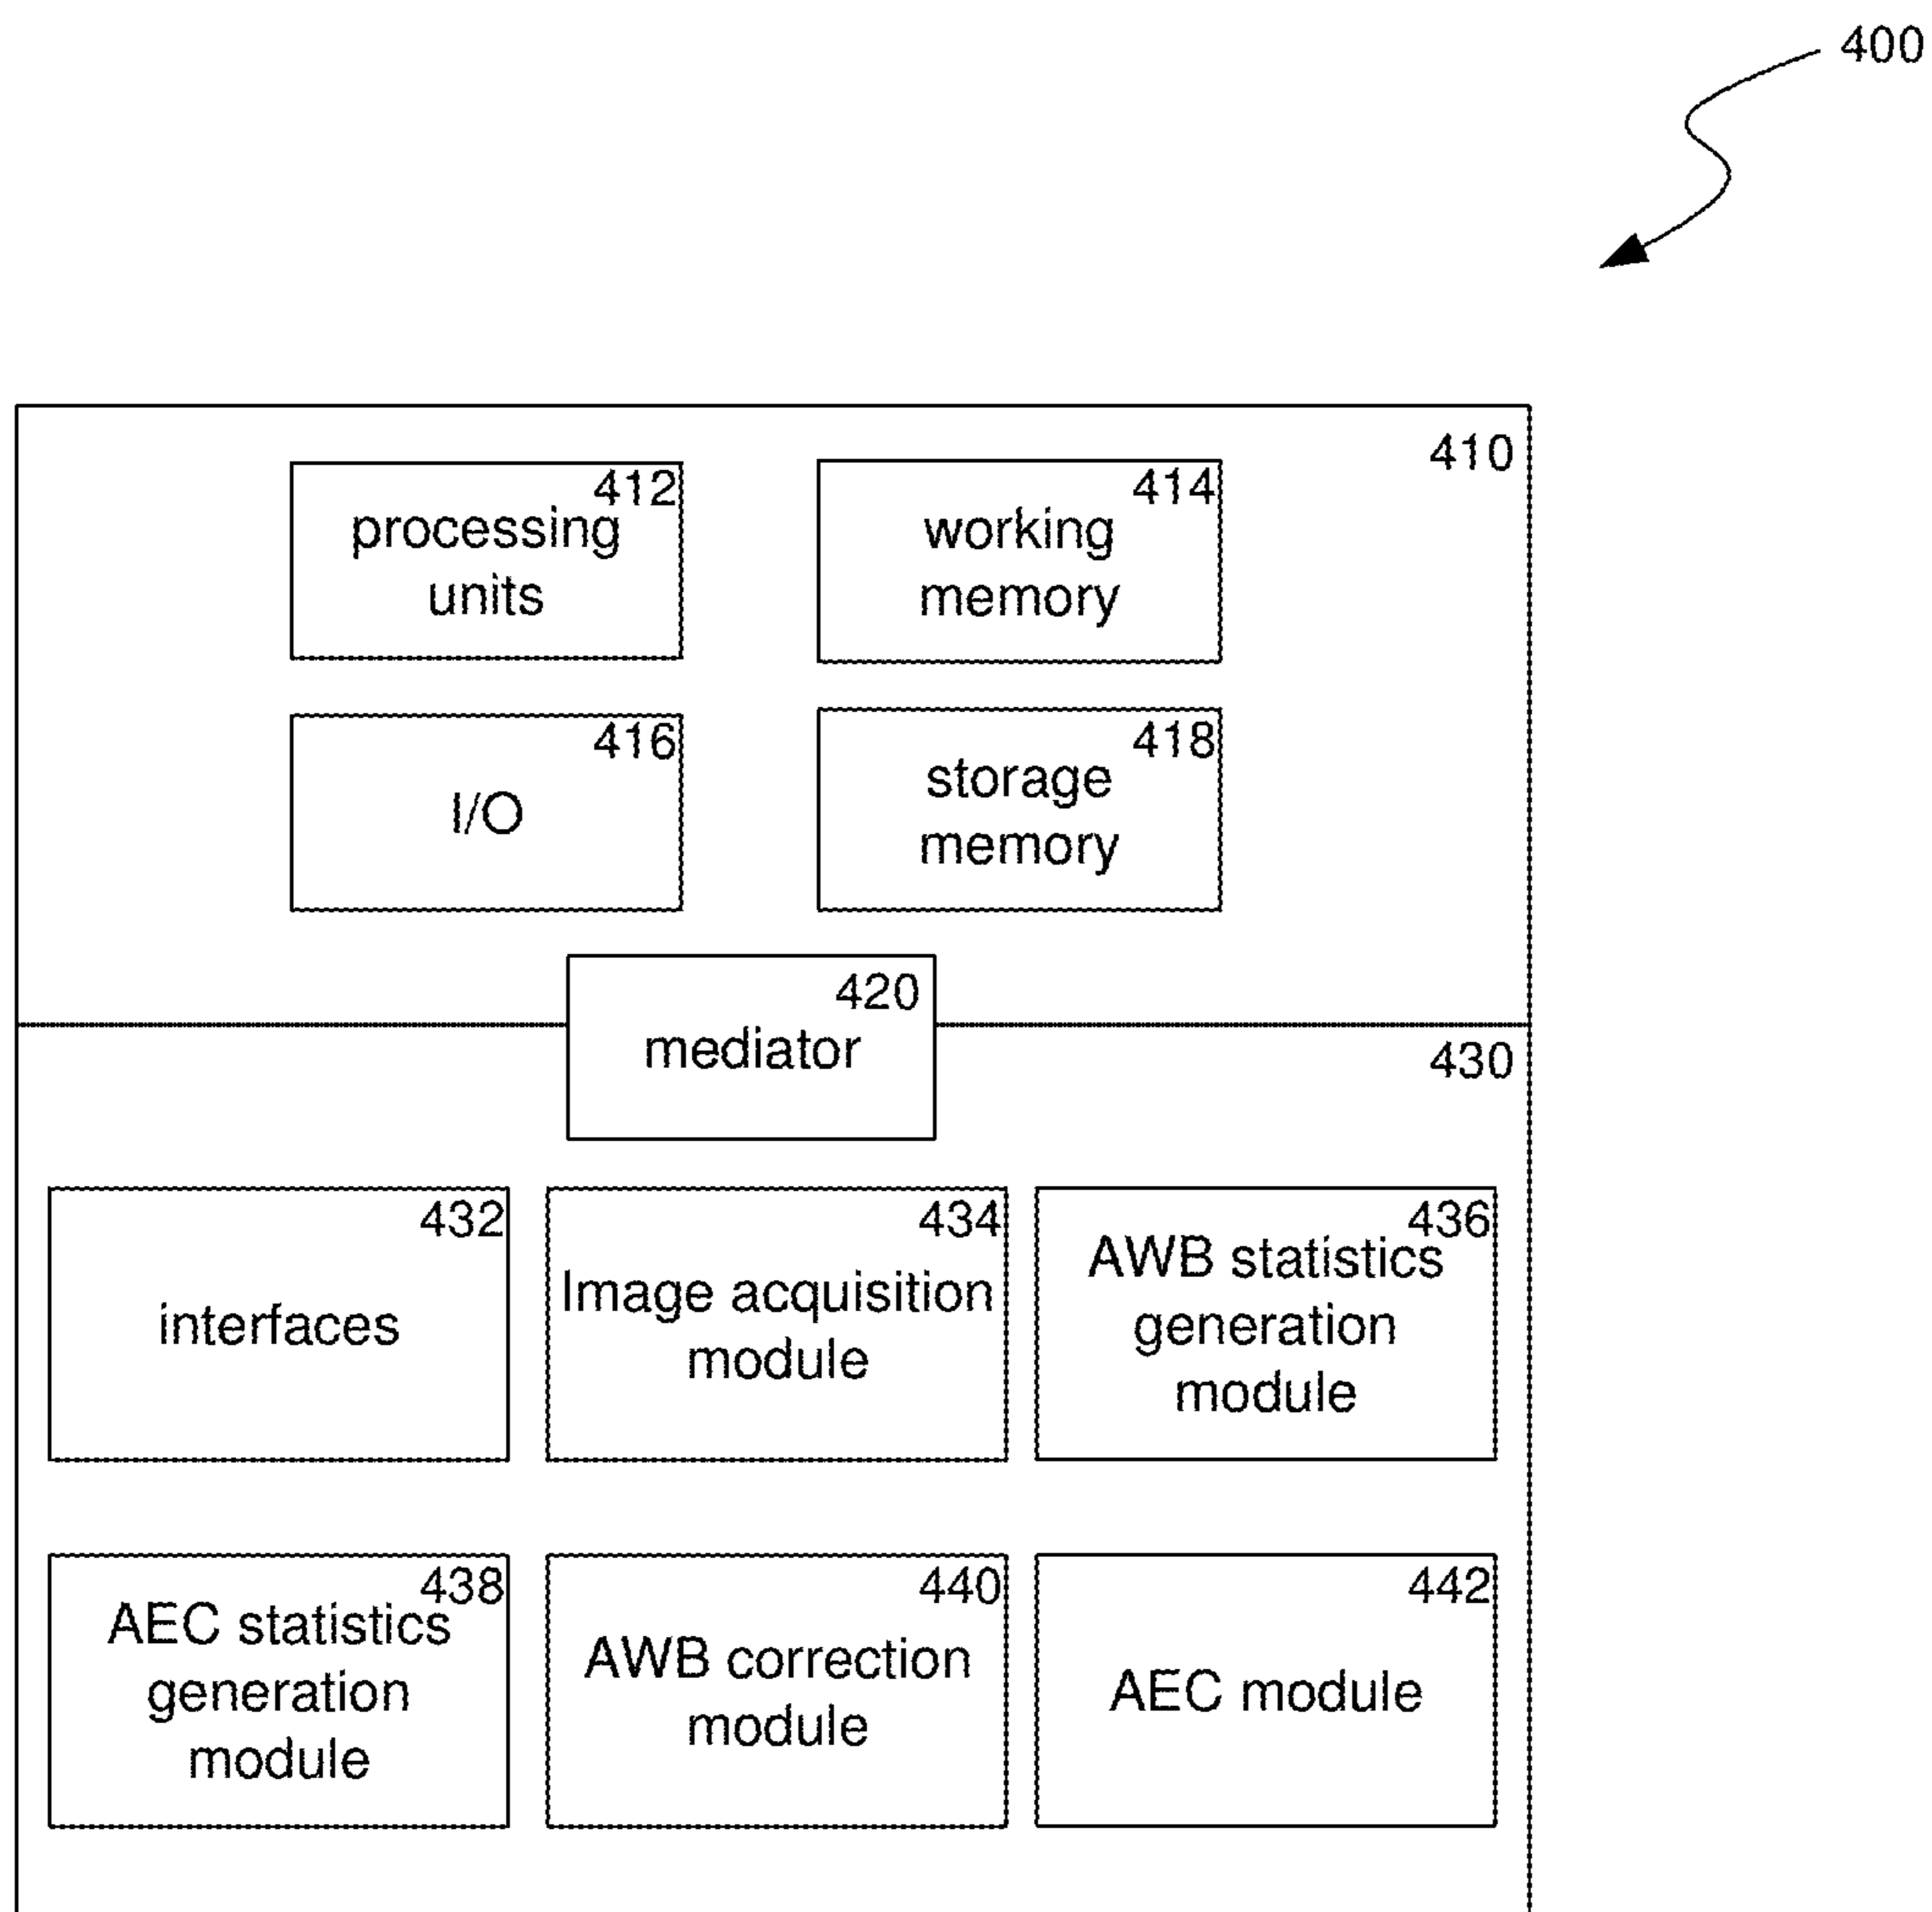 400
410
412
processing
units
414
working
memory
416
I/O
418
storage
memory
420
mediator
430
432
interfaces
434
Image acquisition
module
436
AWB statistics
generation
module
438
AEC statistics
generation
module
440
AWB correction
module
442
AEC module